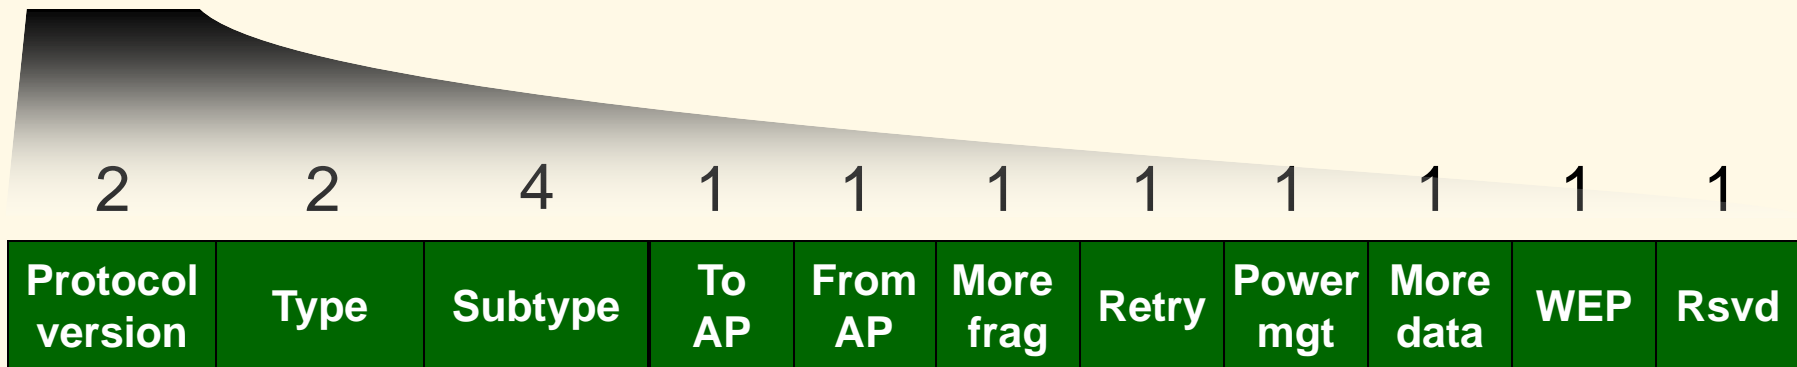 2 2 4 1 1 1 1 1 1 1 1
Protocol version Type Subtype To AP From AP More frag Retry Power mgt More data WEP Rsvd